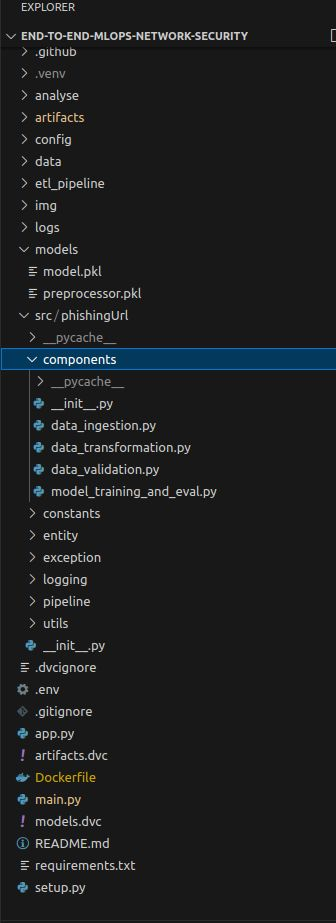 EXPLORER
END-TO-END-MLOPS-NETWORK-SECURITY
.github
.venv
analyse
artifacts
config
data
etl_pipeline
img
logs
models
model.pkl
preprocessor.pkl
src/phishingUrl
__pycache__
components
__pycache__
__init__.py
data_ingestion.py
data_transformation.py
data_validation.py
model_training_and_eval.py
constants
entity
exception
logging
pipeline
utils
__init__.py
.dvcignore
.env
.gitignore
app.py
artifacts.dvc
Dockerfile
main.py
models.dvc
README.md
requirements.txt
setup.py